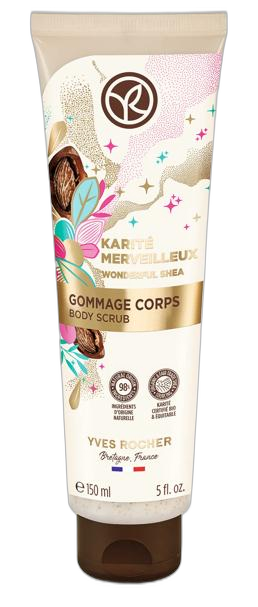 KARITÉ
MERVEILLEUX
WONDERFUL SHEA
GOMMAGE CORPS
BODY SCRUB
98%
INGRÉDIENTS
D'ORIGINE
NATURELLE
KARITÉ
CERTIFIÉ BIO
& ÉQUITABLE
YVES ROCHER
Bretagne, France
e 150 ml 5 fl. oz.